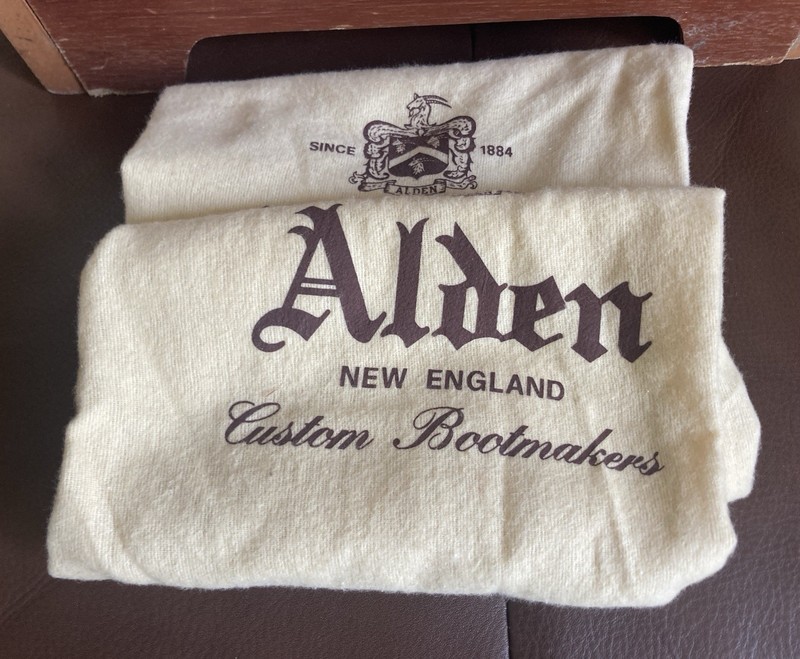 SINCE 1884
ALDEN
Alden
NEW ENGLAND
Custom Bootmakers